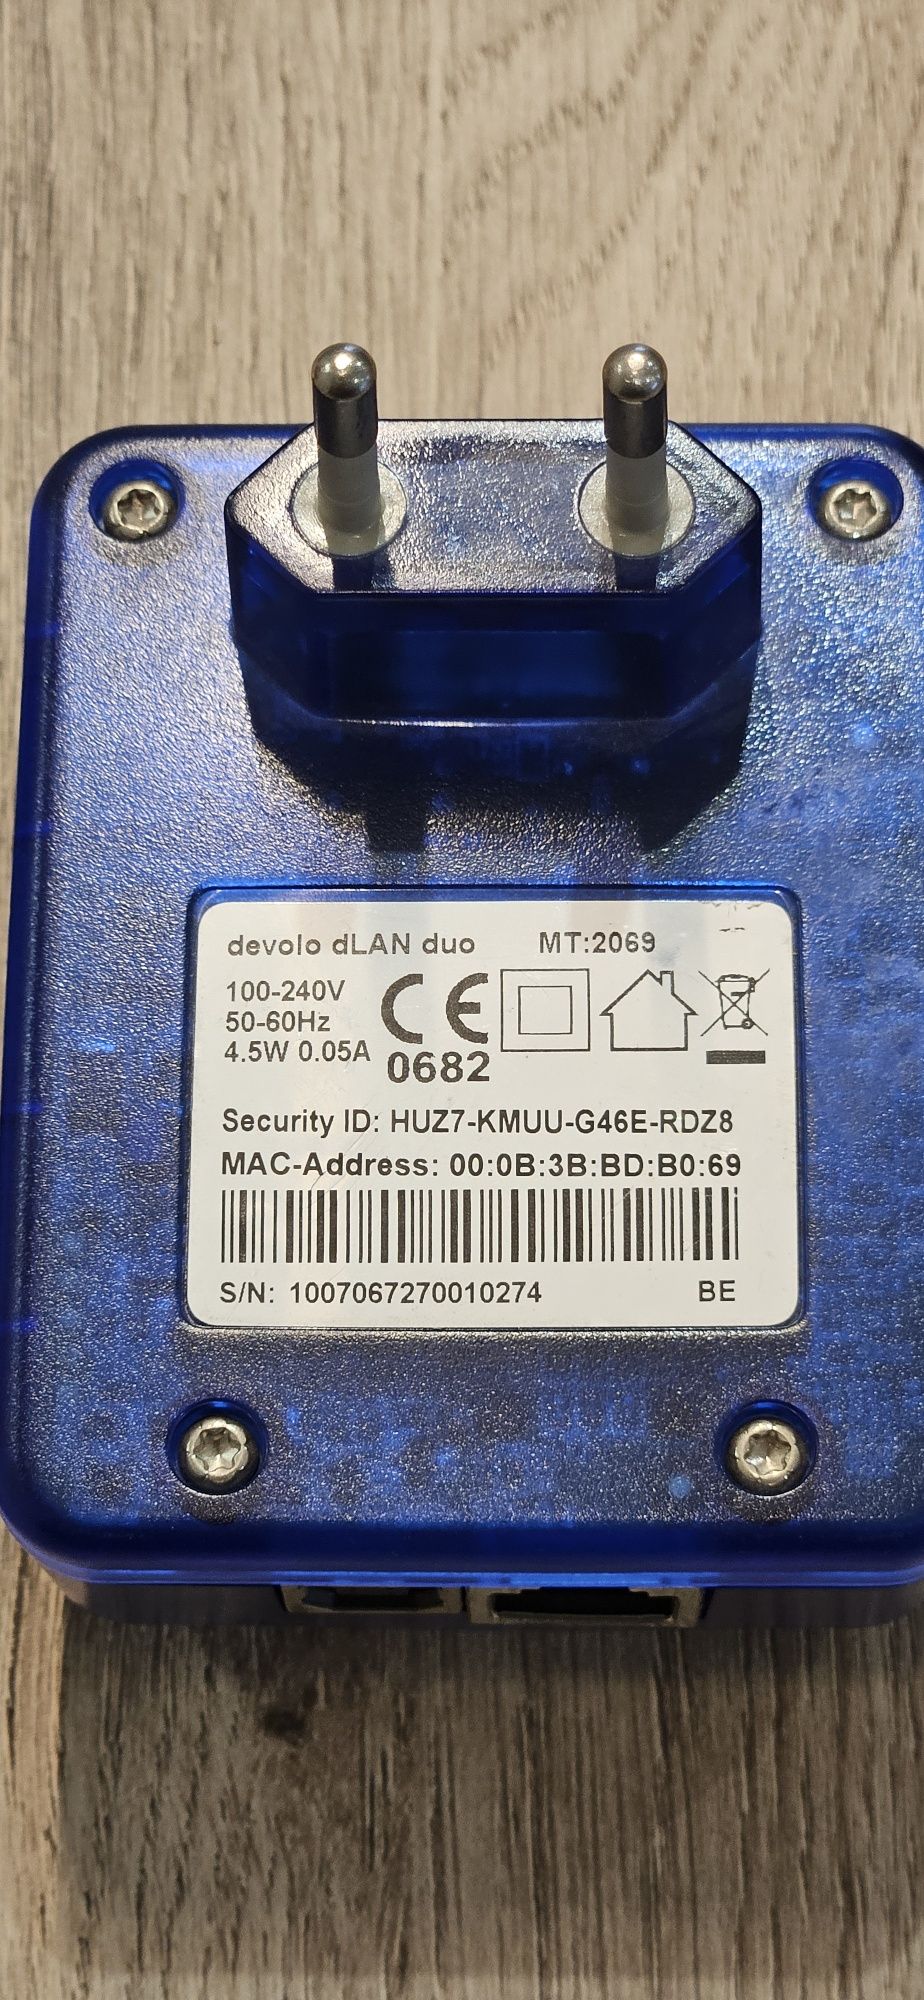 devolo dLAN duo MT:2069
100-240V
50-60Hz
4.5W 0.05A
CE
0682
Security ID: HUZ7-KMUU-G46E-RDZ8
MAC-Address: 00:0B:3B:BD:B0:69
S/N: 1007067270010274 BE